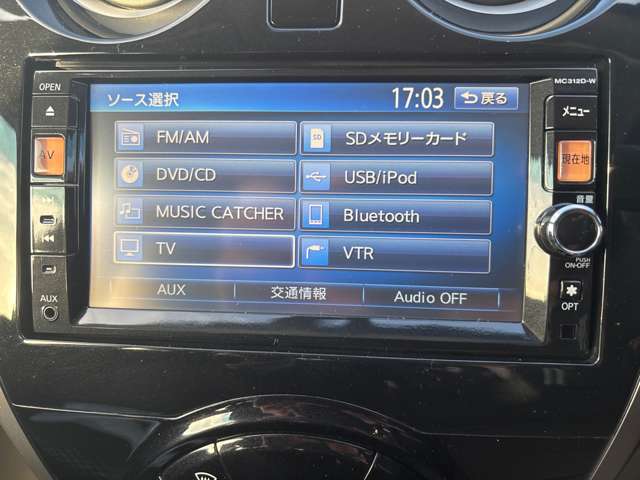 OPEN
MC312D-W
ソース選択 17:03 戻る
メニュー
AV
FM/AM
SD
SDメモリーカード
現在地
DVD/CD
USB/iPod
音量
MUSIC CATCHER
Bluetooth
TV
VTR
PUSH
ON-OFF
AUX
AUX
交通情報
Audio OFF
OPT